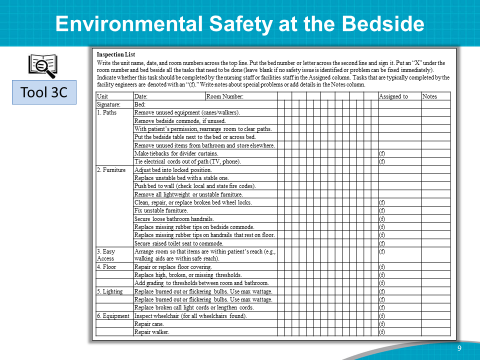 Environmental Safety at the Bedside
Tool 3C
Inspection List
Write the unit name, date, and room numbers across the top line. Put the bed number or letter across the second line and sign it. Put an "X" under the
room number and bed beside all the tasks that need to be done (leave blank if no safety issue is identified or problem can be fixed immediately).
Indicate whether this task should be completed by the nursing staff or facilities staff in the Assigned column. Tasks that are typically completed by the
facility engineers are denoted with "(f)." Write notes about special problems or add details in the Notes column.
Unit Date: Room Number: Assigned to Notes
Signature: Bed:
1. Paths Remove unused equipment (canes/walkers).
Remove bedside commode, if unused.
With patient's permission, rearrange room to clear paths.
Put the bedside table next to the bed or across bed.
Remove unused items from bathroom and store elsewhere.
Make tiebacks for divider curtains. (f)
Tie electrical cords out of path (TV, phone). (f)
2. Furniture Adjust bed into locked position.
Replace unstable bed with a stable one.
Push bed to wall (check local and state fire codes).
Remove all lightweight or unstable furniture.
Clean, repair, or replace broken bed wheel locks. (f)
Fix unstable furniture. (f)
Secure loose bathroom handrails. (f)
Replace missing rubber tips on bedside commode. (f)
Replace missing rubber tips on handrails that rest on floor. (f)
Secure raised toilet seat to commode. (f)
3. Easy Arrange room so that items are within patient's reach (e.g., (f)
Access walking aids are within safe reach).
4. Floor Repair or replace floor covering. (f)
Replace high, broken, or missing thresholds. (f)
Add grading to thresholds between room and bathroom. (f)
5. Lighting Replace burned out or flickering bulbs. Use max wattage. (f)
Replace burned out or flickering bulbs. Use max wattage. (f)
Replace broken call light cords or lengthen cords. (f)
6. Equipment Inspect wheelchair (for all wheelchairs found). (f)
Repair cane. (f)
Repair walker. (f)
9